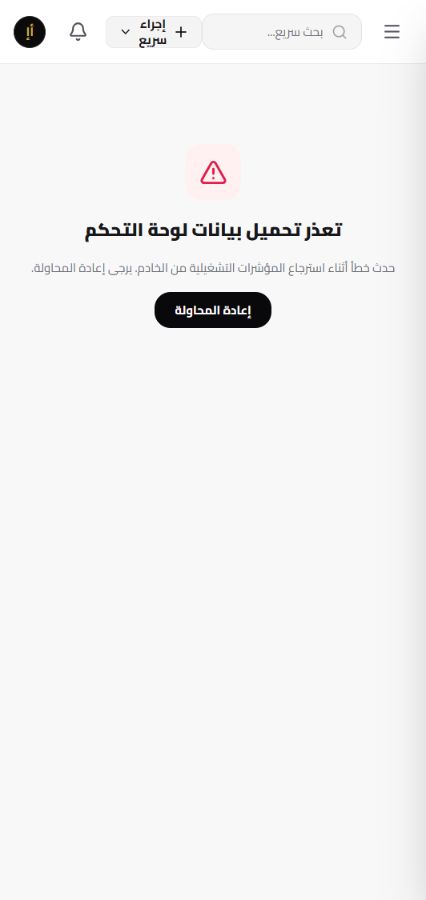 بحث سريع...
إجراء
سريع
أإ
تعذر تحميل بيانات لوحة التحكم
حدث خطأ أثناء استرجاع المؤشرات التشغيلية من الخادم. يرجى إعادة المحاولة.
إعادة المحاولة